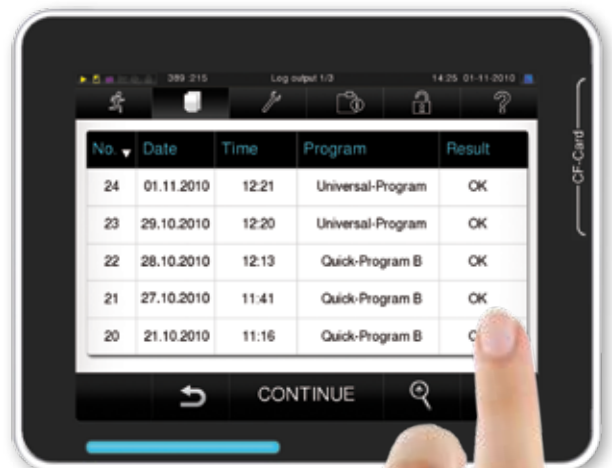 389 215 Log output 1/3 14:25 01-11-2010
No. Date Time Program Result
24 01.11.2010 12:21 Universal-Program OK
23 29.10.2010 12:20 Universal-Program OK
22 28.10.2010 12:13 Quick-Program B OK
21 27.10.2010 11:41 Quick-Program B OK
20 21.10.2010 11:16 Quick-Program B
CONTINUE
CF-Card